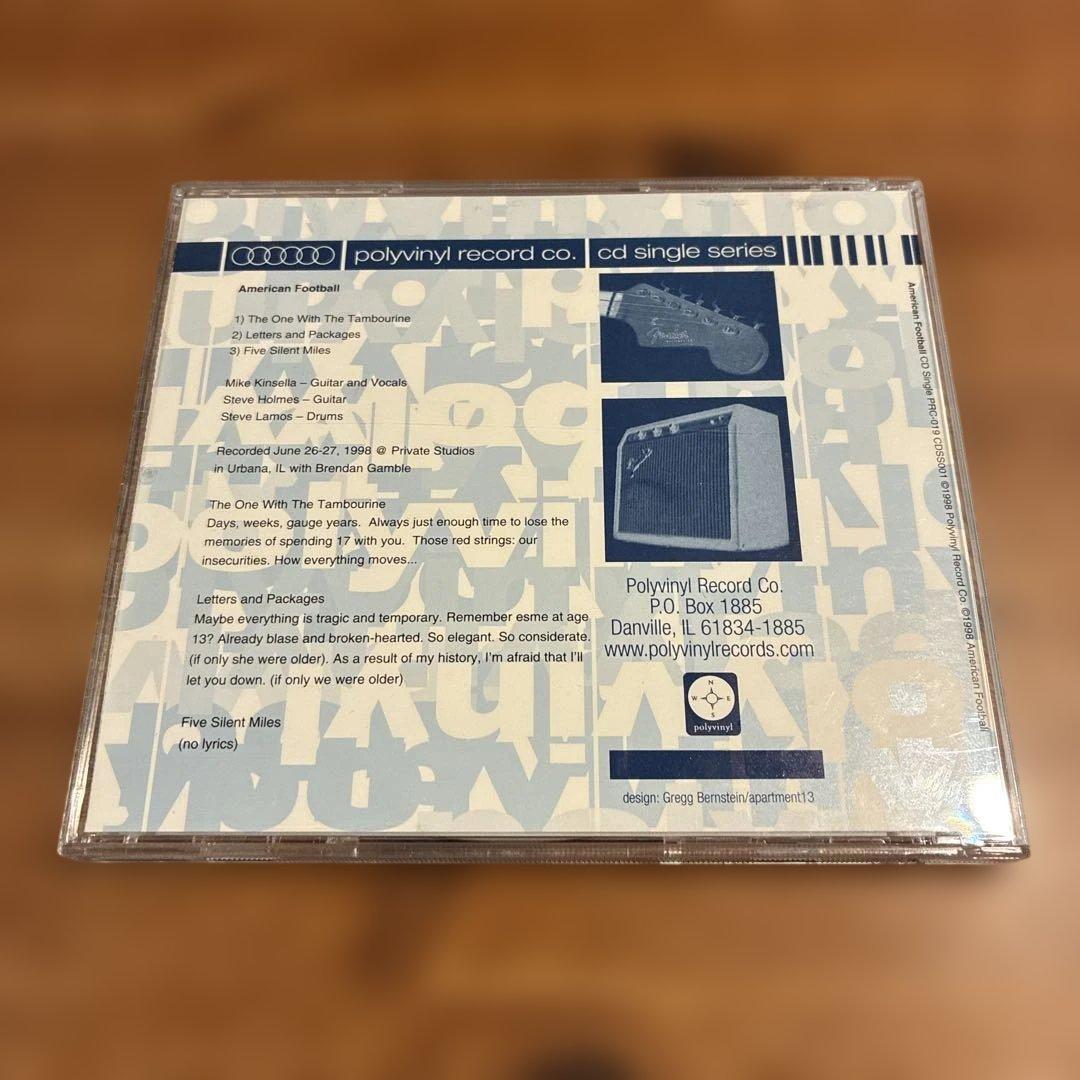 polyvinyl record co. cd single series
American Football
1) The One With The Tambourine
2) Letters and Packages
3) Five Silent Miles
Mike Kinsella – Guitar and Vocals
Steve Holmes – Guitar
Steve Lamos – Drums
Recorded June 26-27, 1998 @ Private Studios
in Urbana, IL with Brendan Gamble
The One With The Tambourine
Days, weeks, gauge years. Always just enough time to lose the
memories of spending 17 with you. Those red strings: our
insecurities. How everything moves...
Letters and Packages
Maybe everything is tragic and temporary. Remember esme at age
13? Already blase and broken-hearted. So elegant. So considerate.
(if only she were older). As a result of my history, I'm afraid that I'll
let you down. (if only we were older)
Five Silent Miles
(no lyrics)
Fender
Polyvinyl Record Co.
P.O. Box 1885
Danville, IL 61834-1885
www.polyvinylrecords.com
N
W E
S
polyvinyl
design: Gregg Bernstein/apartment13
American Football CD Single PRC-019 CDSS001 ©1998 Polyvinyl Record Co. ©1998 American Football